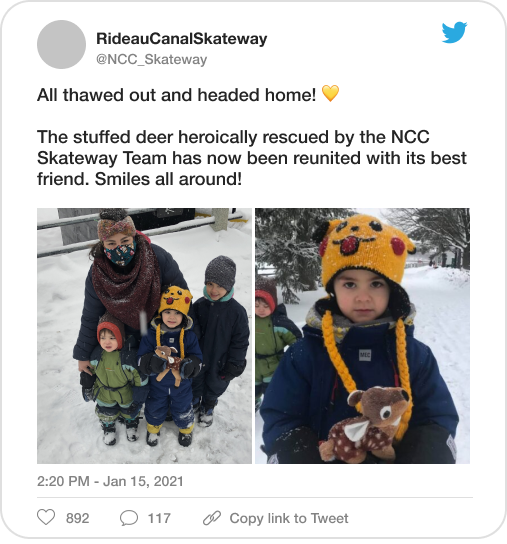 RideauCanalSkateway
@NCC_Skateway
All thawed out and headed home! 💛
The stuffed deer heroically rescued by the NCC
Skateway Team has now been reunited with its best
friend. Smiles all around!
2:20 PM - Jan 15, 2021
892 117 Copy link to Tweet